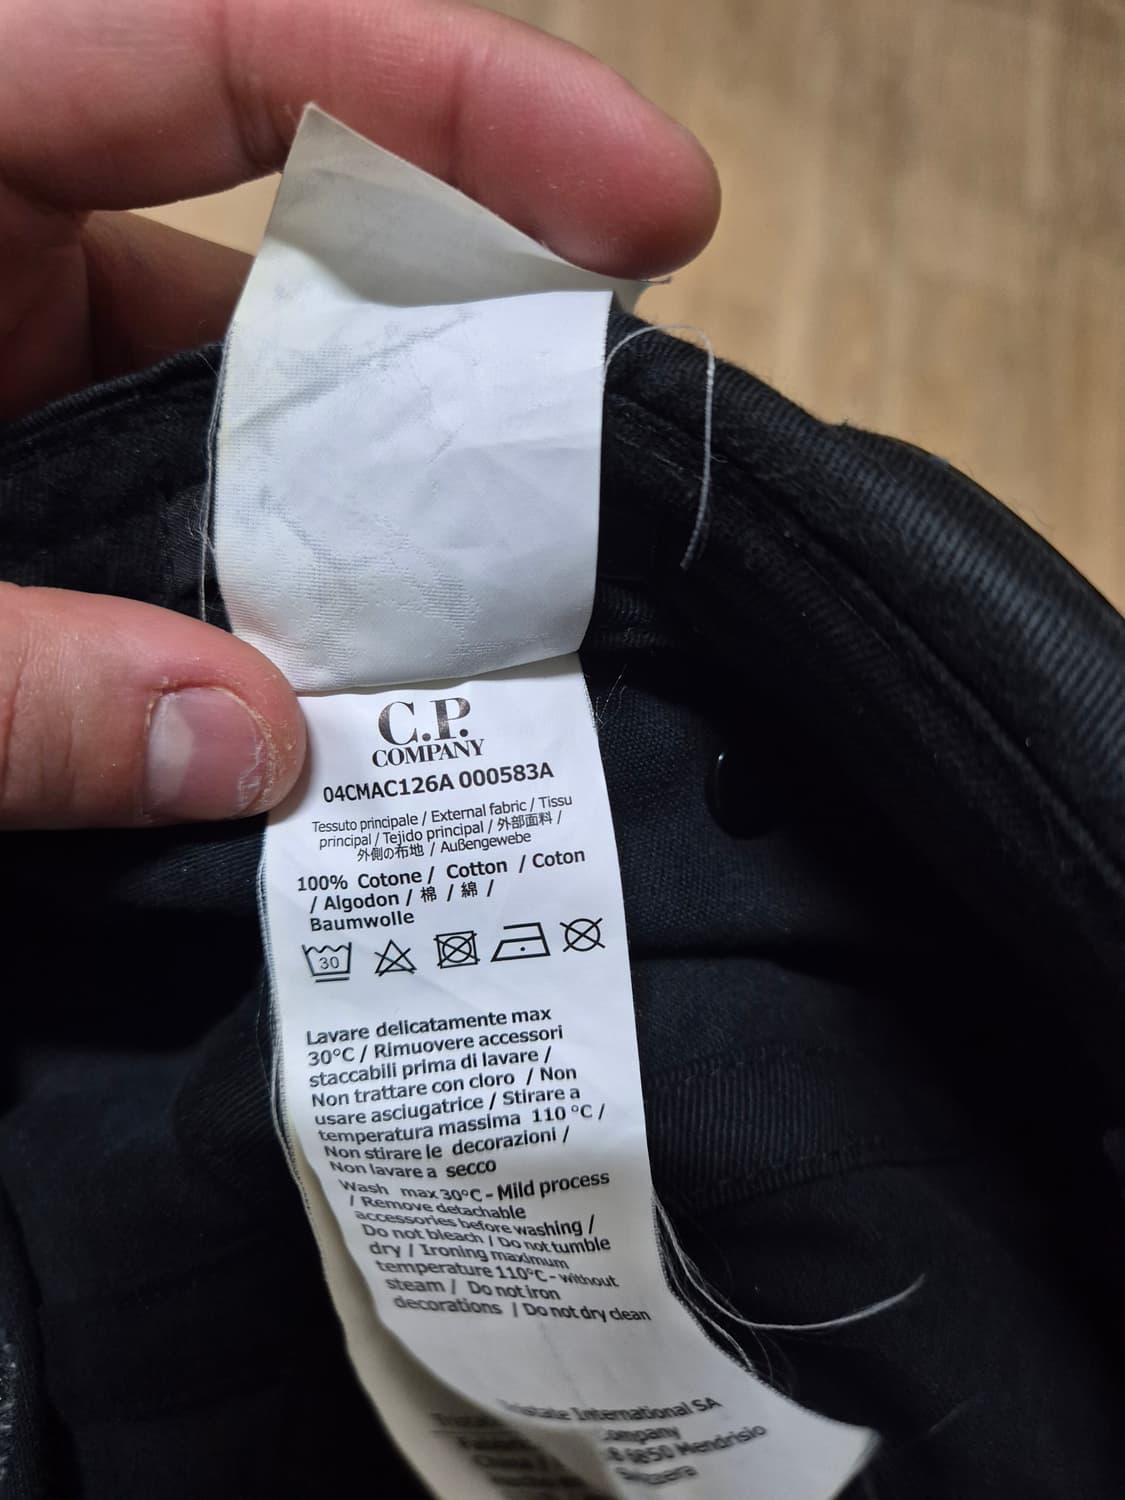 C.P.
COMPANY
04CMAC126A 000583A
Tessuto principale / External fabric / Tissu
principal / Tejido principal / 外部面料 /
外側の布地 / Außengewebe
100% Cotone / Cotton / Coton
/ Algodon / 棉 / 綿 /
Baumwolle
30
Lavare delicatamente max
30°C / Rimuovere accessori
staccabili prima di lavare /
Non trattare con cloro / Non
usare asciugatrice / Stirare a
temperatura massima 110 °C /
Non stirare le decorazioni /
Non lavare a secco
Wash max 30°C - Mild process
/ Remove detachable
accessories before washing /
Do not bleach / Do not tumble
dry / Ironing maximum
temperature 110°C - without
steam / Do not iron
decorations / Do not dry clean
International SA
6850 Mendrisio